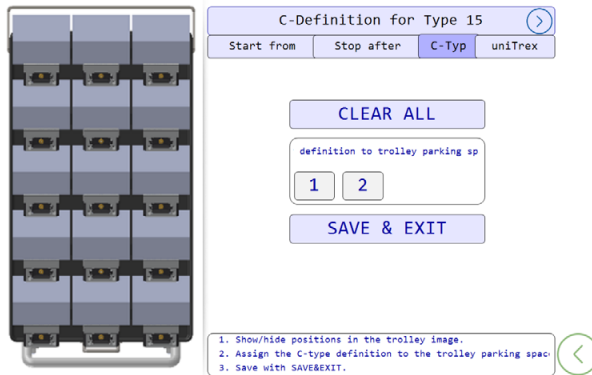 C-Definition for Type 15
Start from Stop after C-Typ uniTrex
CLEAR ALL
definition to trolley parking sp
1 2
SAVE & EXIT
1. Show/hide positions in the trolley image.
2. Assign the C-type definition to the trolley parking spac
3. Save with SAVE&EXIT.